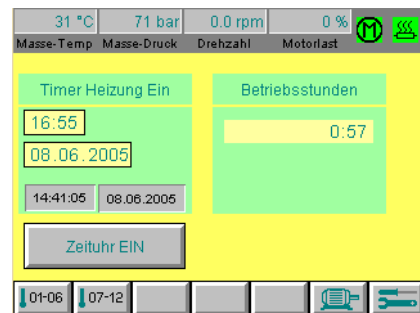 31 °C 71 bar 0.0 rpm 0 %
Masse-Temp Masse-Druck Drehzahl Motorlast
M
Timer Heizung Ein
16:55
08.06.2005
14:41:05 08.06.2005
Zeituhr EIN
Betriebsstunden
0:57
01-06 07-12